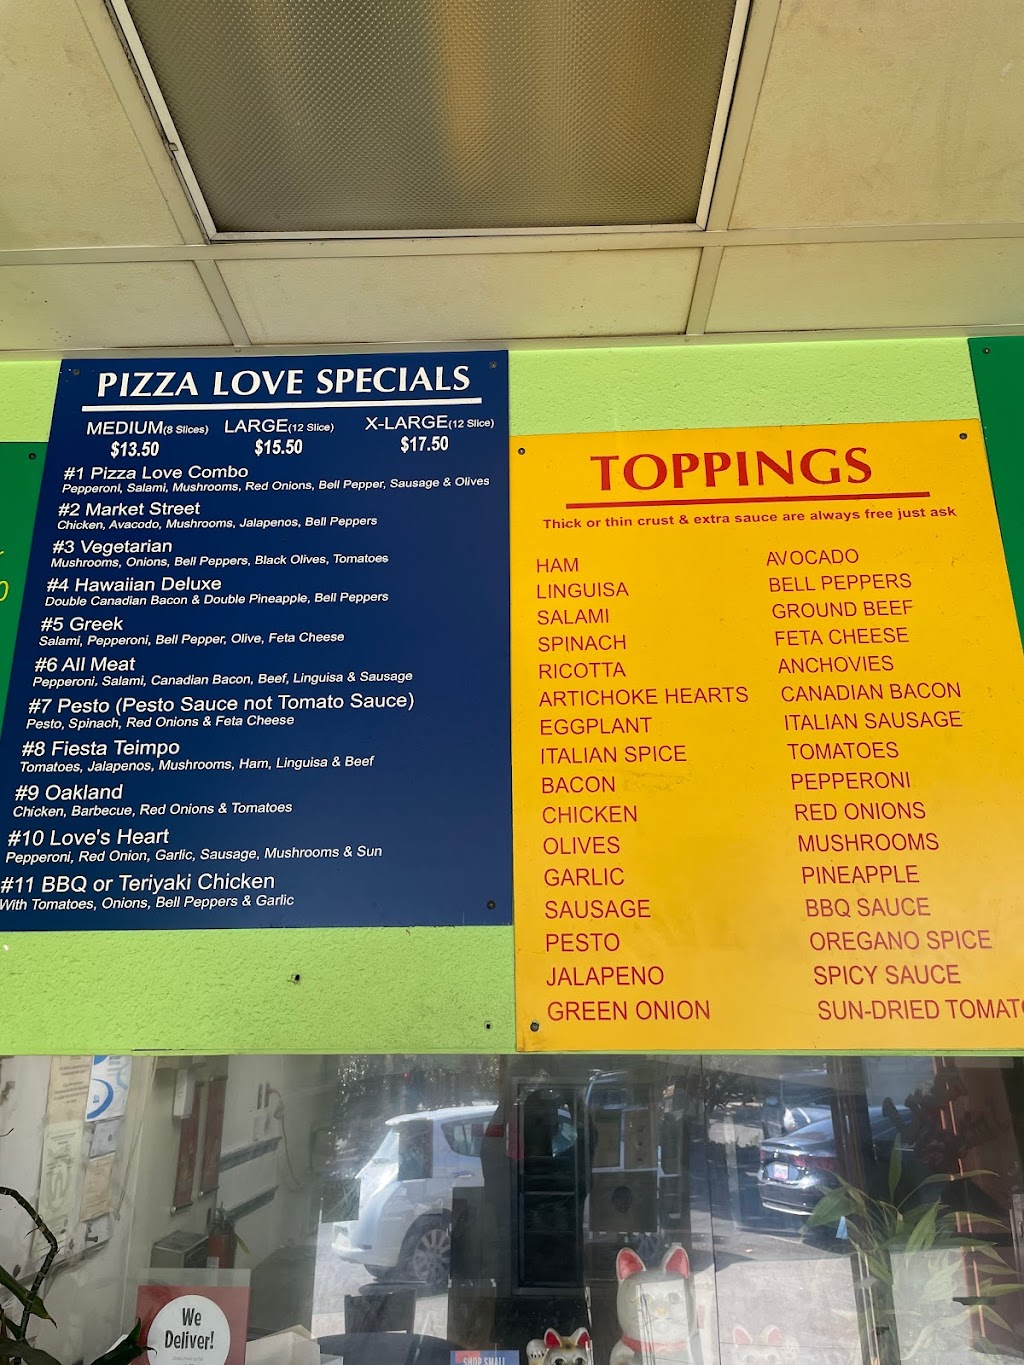 PIZZA LOVE SPECIALS
MEDIUM(8 Slices) LARGE(12 Slice) X-LARGE(12 Slice)
$13.50 $15.50 $17.50
#1 Pizza Love Combo
Pepperoni, Salami, Mushrooms, Red Onions, Bell Pepper, Sausage & Olives
#2 Market Street
Chicken, Avacodo, Mushrooms, Jalapenos, Bell Peppers
#3 Vegetarian
Mushrooms, Onions, Bell Peppers, Black Olives, Tomatoes
#4 Hawaiian Deluxe
Double Canadian Bacon & Double Pineapple, Bell Peppers
#5 Greek
Salami, Pepperoni, Bell Pepper, Olive, Feta Cheese
#6 All Meat
Pepperoni, Salami, Canadian Bacon, Beef, Linguisa & Sausage
#7 Pesto (Pesto Sauce not Tomato Sauce)
Pesto, Spinach, Red Onions & Feta Cheese
#8 Fiesta Teimpo
Tomatoes, Jalapenos, Mushrooms, Ham, Linguisa & Beef
#9 Oakland
Chicken, Barbecue, Red Onions & Tomatoes
#10 Love's Heart
Pepperoni, Red Onion, Garlic, Sausage, Mushrooms & Sun
#11 BBQ or Teriyaki Chicken
With Tomatoes, Onions, Bell Peppers & Garlic
TOPPINGS
Thick or thin crust & extra sauce are always free just ask
HAM
LINGUISA
SALAMI
SPINACH
RICOTTA
ARTICHOKE HEARTS
EGGPLANT
ITALIAN SPICE
BACON
CHICKEN
OLIVES
GARLIC
SAUSAGE
PESTO
JALAPENO
GREEN ONION
AVOCADO
BELL PEPPERS
GROUND BEEF
FETA CHEESE
ANCHOVIES
CANADIAN BACON
ITALIAN SAUSAGE
TOMATOES
PEPPERONI
RED ONIONS
MUSHROOMS
PINEAPPLE
BBQ SAUCE
OREGANO SPICE
SPICY SAUCE
SUN-DRIED TOMATO
We
Deliver!
SHOP SMALL